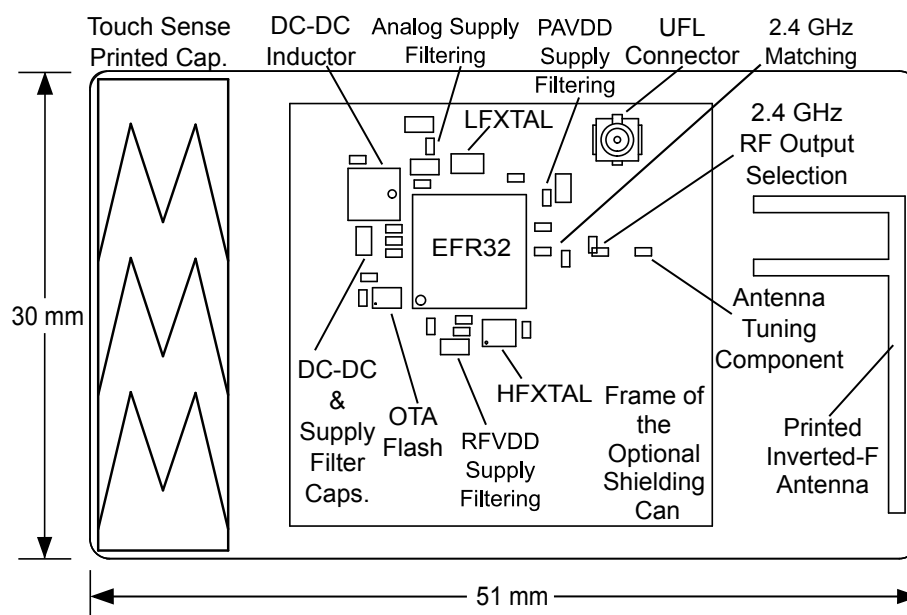 Touch Sense
Printed Cap.
DC-DC
Inductor
Analog Supply
Filtering
PAVDD
Supply
Filtering
UFL
Connector
2.4 GHz
Matching
LFXTAL
2.4 GHz
RF Output
Selection
EFR32
30 mm
Antenna
Tuning
Component
DC-DC
&
Supply
Filter
Caps.
OTA
Flash
RFVDD
Supply
Filtering
HFXTAL
Frame of
the
Optional
Shielding
Can
Printed
Inverted-F
Antenna
51 mm